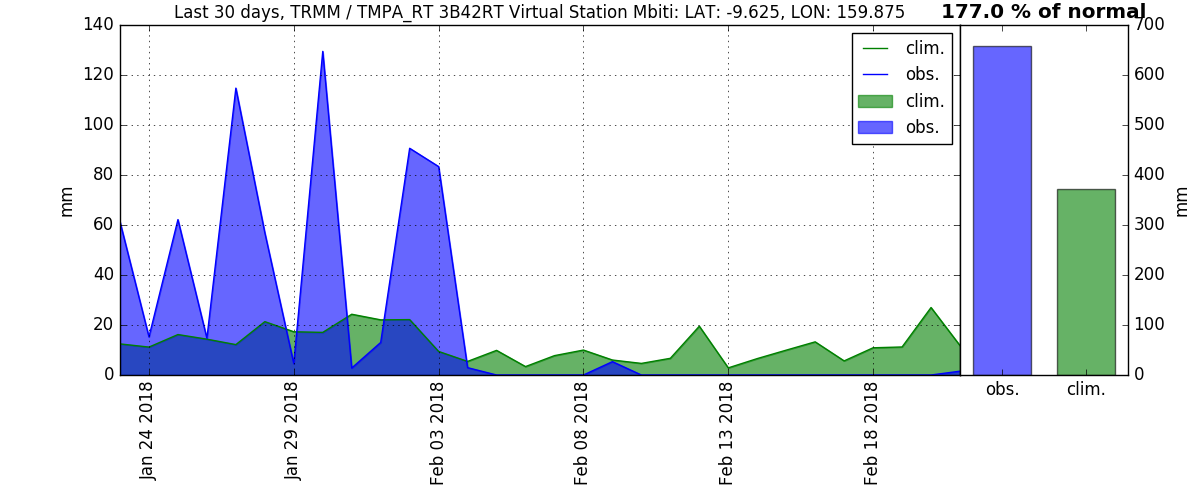 Last 30 days, TRMM / TMPA_RT 3B42RT Virtual Station Mbiti: LAT: -9.625, LON: 159.875
177.0 % of normal
140
120
100
80
60
40
20
0
mm
clim.
obs.
clim.
obs.
700
600
500
400
300
200
100
0
mm
Jan 24 2018
Jan 29 2018
Feb 03 2018
Feb 08 2018
Feb 13 2018
Feb 18 2018
obs.
clim.